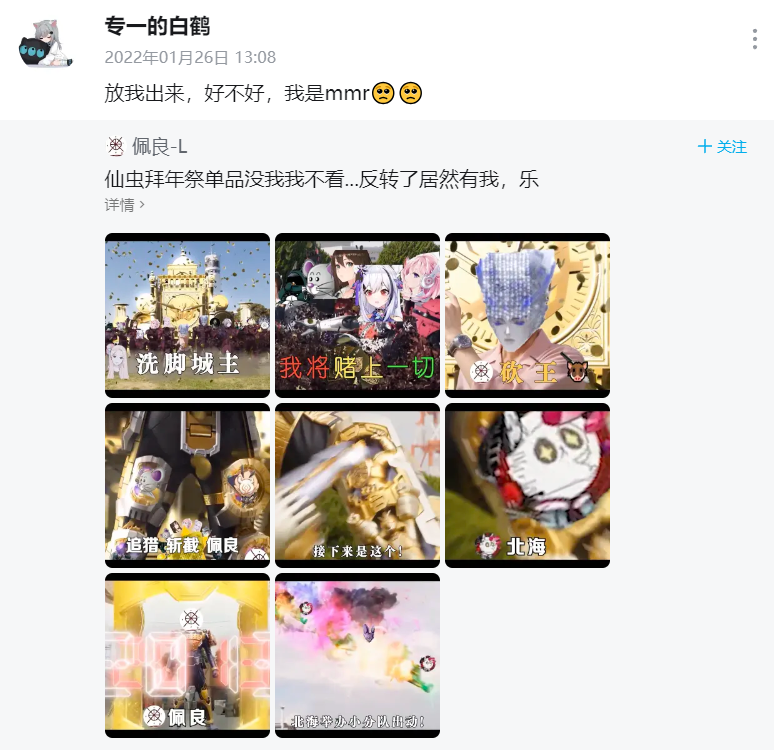 专一的白鹤
2022年01月26日 13:08
放我出来，好不好，我是mmr🥺🥺
佩良-L
+ 关注
仙虫拜年祭单品没我我不看...反转了居然有我，乐
详情 >
洗脚城主
我将赌上一切
砍王
追猎 斩截 佩良
接下来是这个!
北海
2013
佩良
北海举办小分队出动!